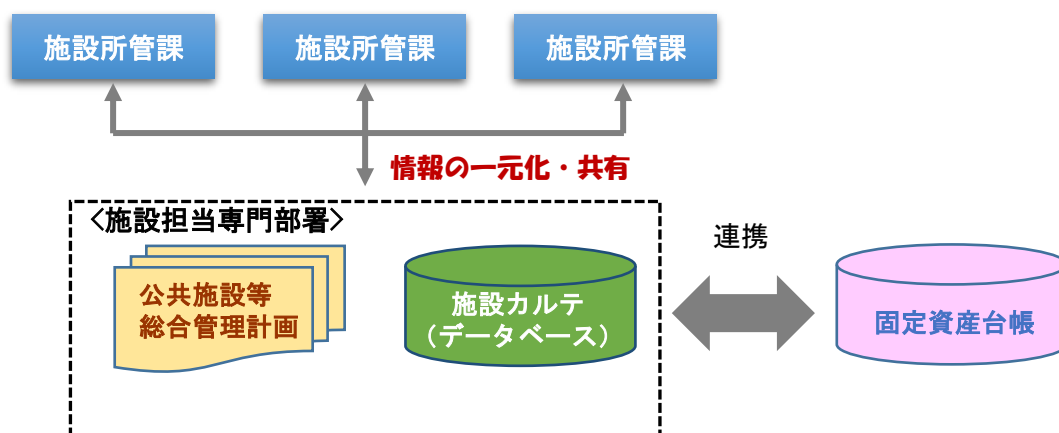 施設所管課
施設所管課
施設所管課
情報の一元化・共有
<施設担当専門部署>
公共施設等
総合管理計画
施設カルテ
(データベース)
連携
固定資産台帳